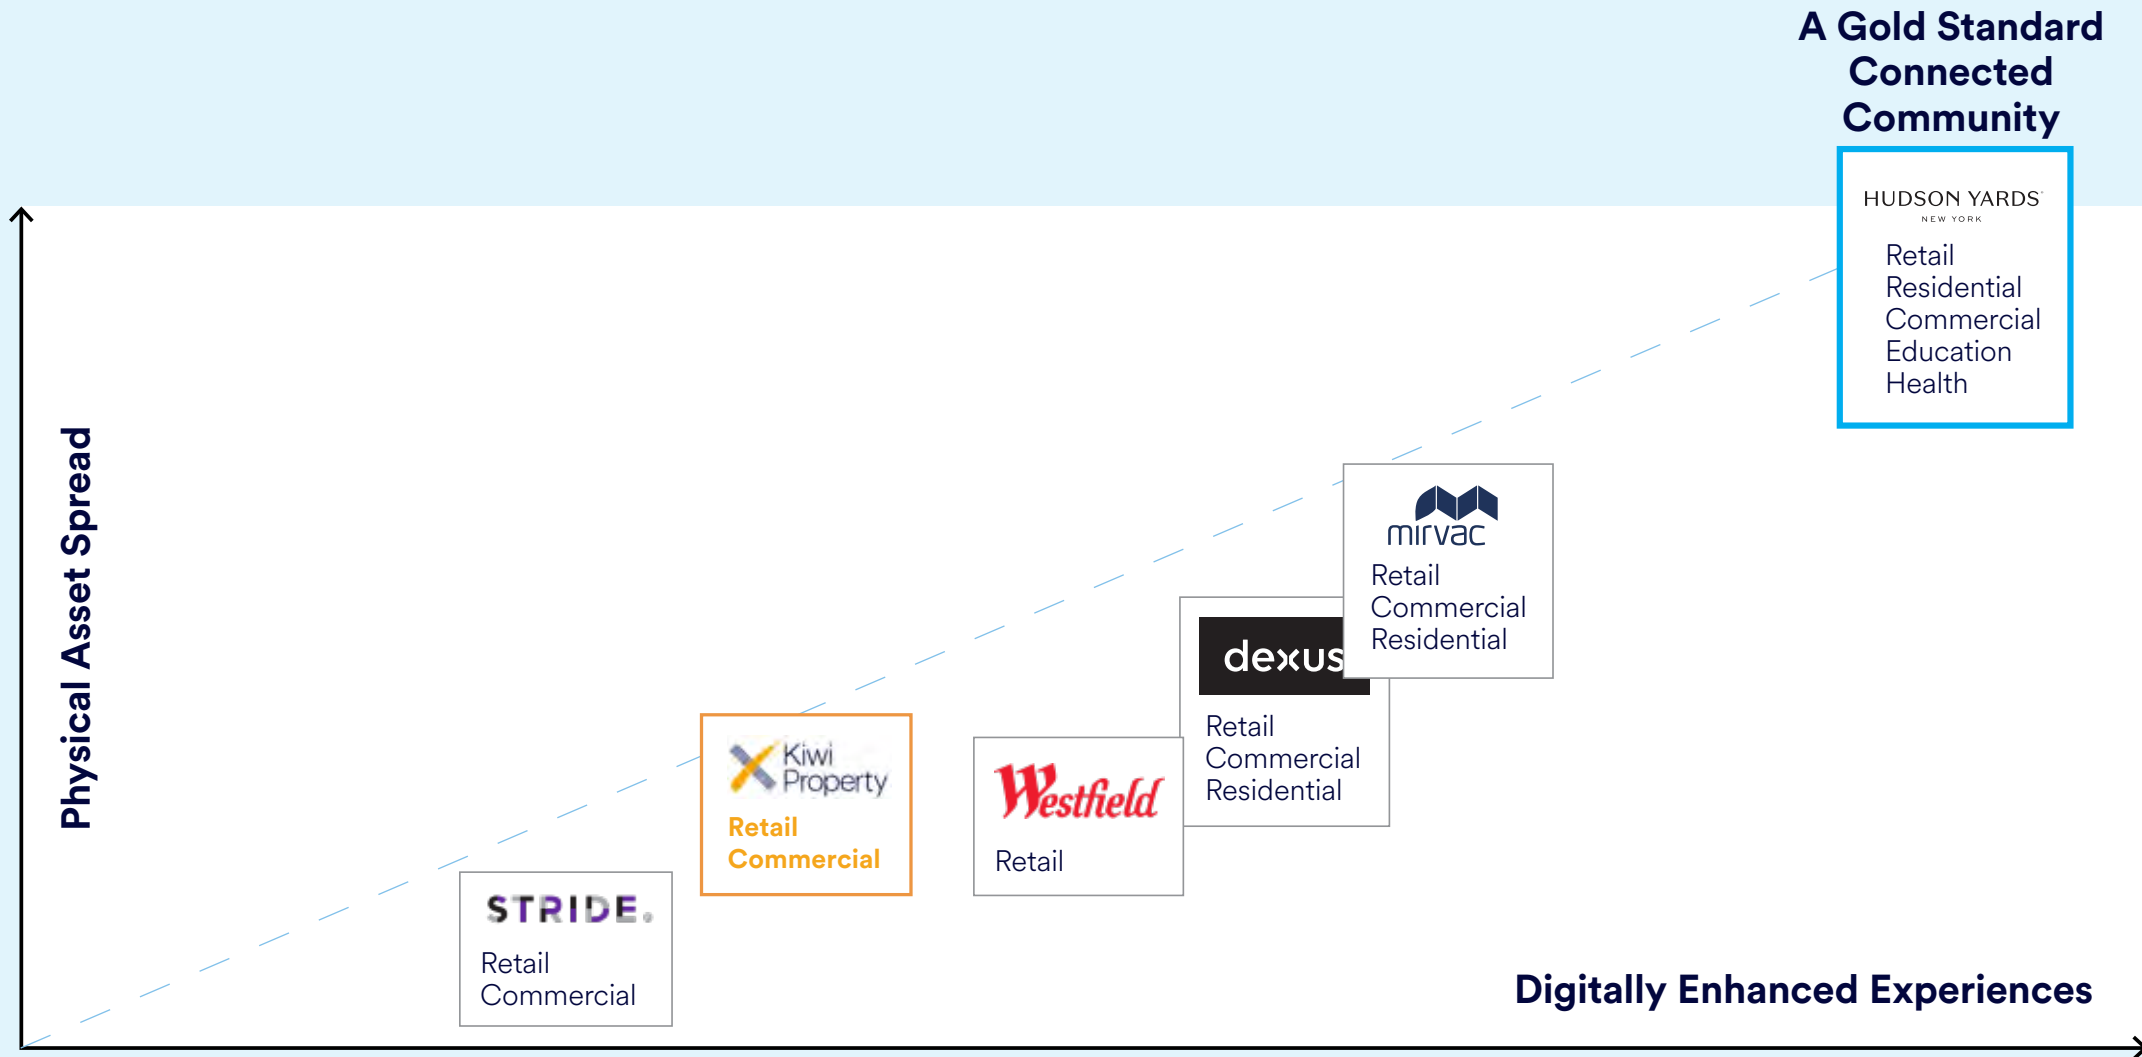 A Gold Standard
Connected
Community
HUDSON YARDS
NEW YORK
Retail
Residential
Commercial
Education
Health
Physical Asset Spread
mirvac
Retail
Commercial
Residential
dexus
Retail
Commercial
Residential
Kiwi
Property
Retail
Commercial
Westfield
Retail
STRIDE.
Retail
Commercial
Digitally Enhanced Experiences